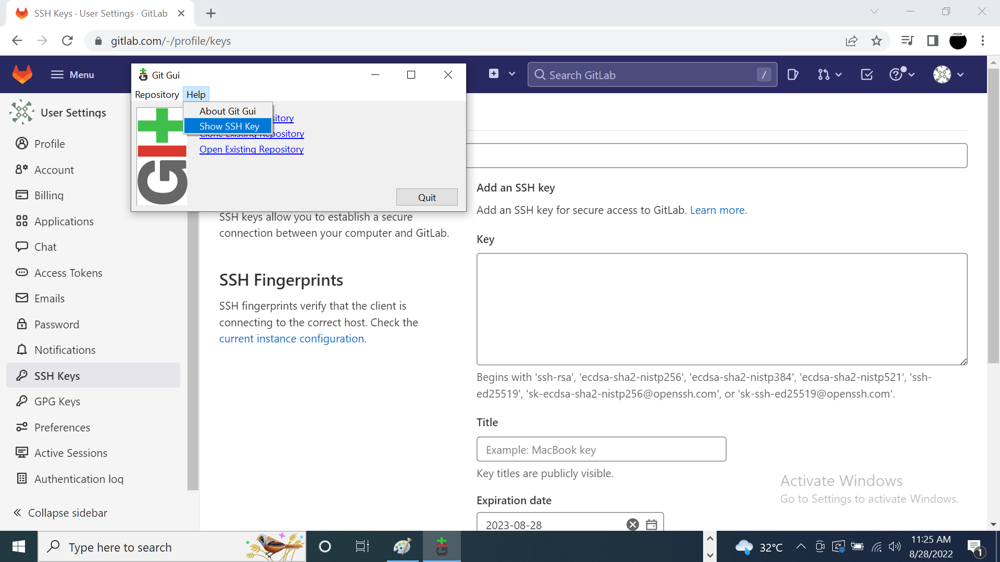 SSH Keys · User Settings · GitLab
gitlab.com/-/profile/keys
Menu
Search GitLab
/
Git Gui
Repository Help
About Git Gui
Show SSH Key
sitory
Clone Existing Repository
Open Existing Repository
Quit
GIT
User Settings
Profile
Account
Billing
Applications
Chat
Access Tokens
Emails
Password
Notifications
SSH Keys
GPG Keys
Preferences
Active Sessions
Authentication log
Collapse sidebar
SSH keys allow you to establish a secure
connection between your computer and GitLab.
SSH Fingerprints
SSH fingerprints verify that the client is
connecting to the correct host. Check the
current instance configuration.
Add an SSH key
Add an SSH key for secure access to GitLab. Learn more.
Key
Begins with 'ssh-rsa', 'ecdsa-sha2-nistp256', 'ecdsa-sha2-nistp384', 'ecdsa-sha2-nistp521', 'ssh-
ed25519', 'sk-ecdsa-sha2-nistp256@openssh.com', or 'sk-ssh-ed25519@openssh.com'.
Title
Example: MacBook key
Key titles are publicly visible.
Expiration date
2023-08-28
Activate Windows
Go to Settings to activate Windows.
Type here to search
32°C
11:25 AM
8/28/2022
1